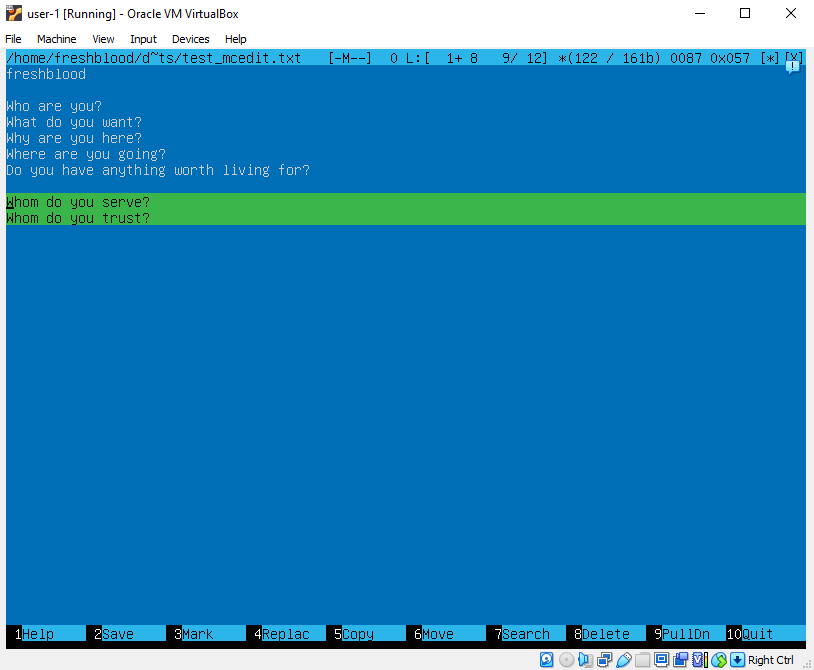 user-1 [Running] - Oracle VM VirtualBox
File Machine View Input Devices Help
/home/freshblood/d~ts/test_mcedit.txt [-M--] 0 L:[ 1+ 8 9/ 12] *(122 / 161b) 0087 0x057 [*][X]
freshblood
Who are you?
What do you want?
Why are you here?
Where are you going?
Do you have anything worth living for?
Whom do you serve?
Whom do you trust?
1Help 2Save 3Mark 4Replac 5Copy 6Move 7Search 8Delete 9PullDn 10Quit
Right Ctrl